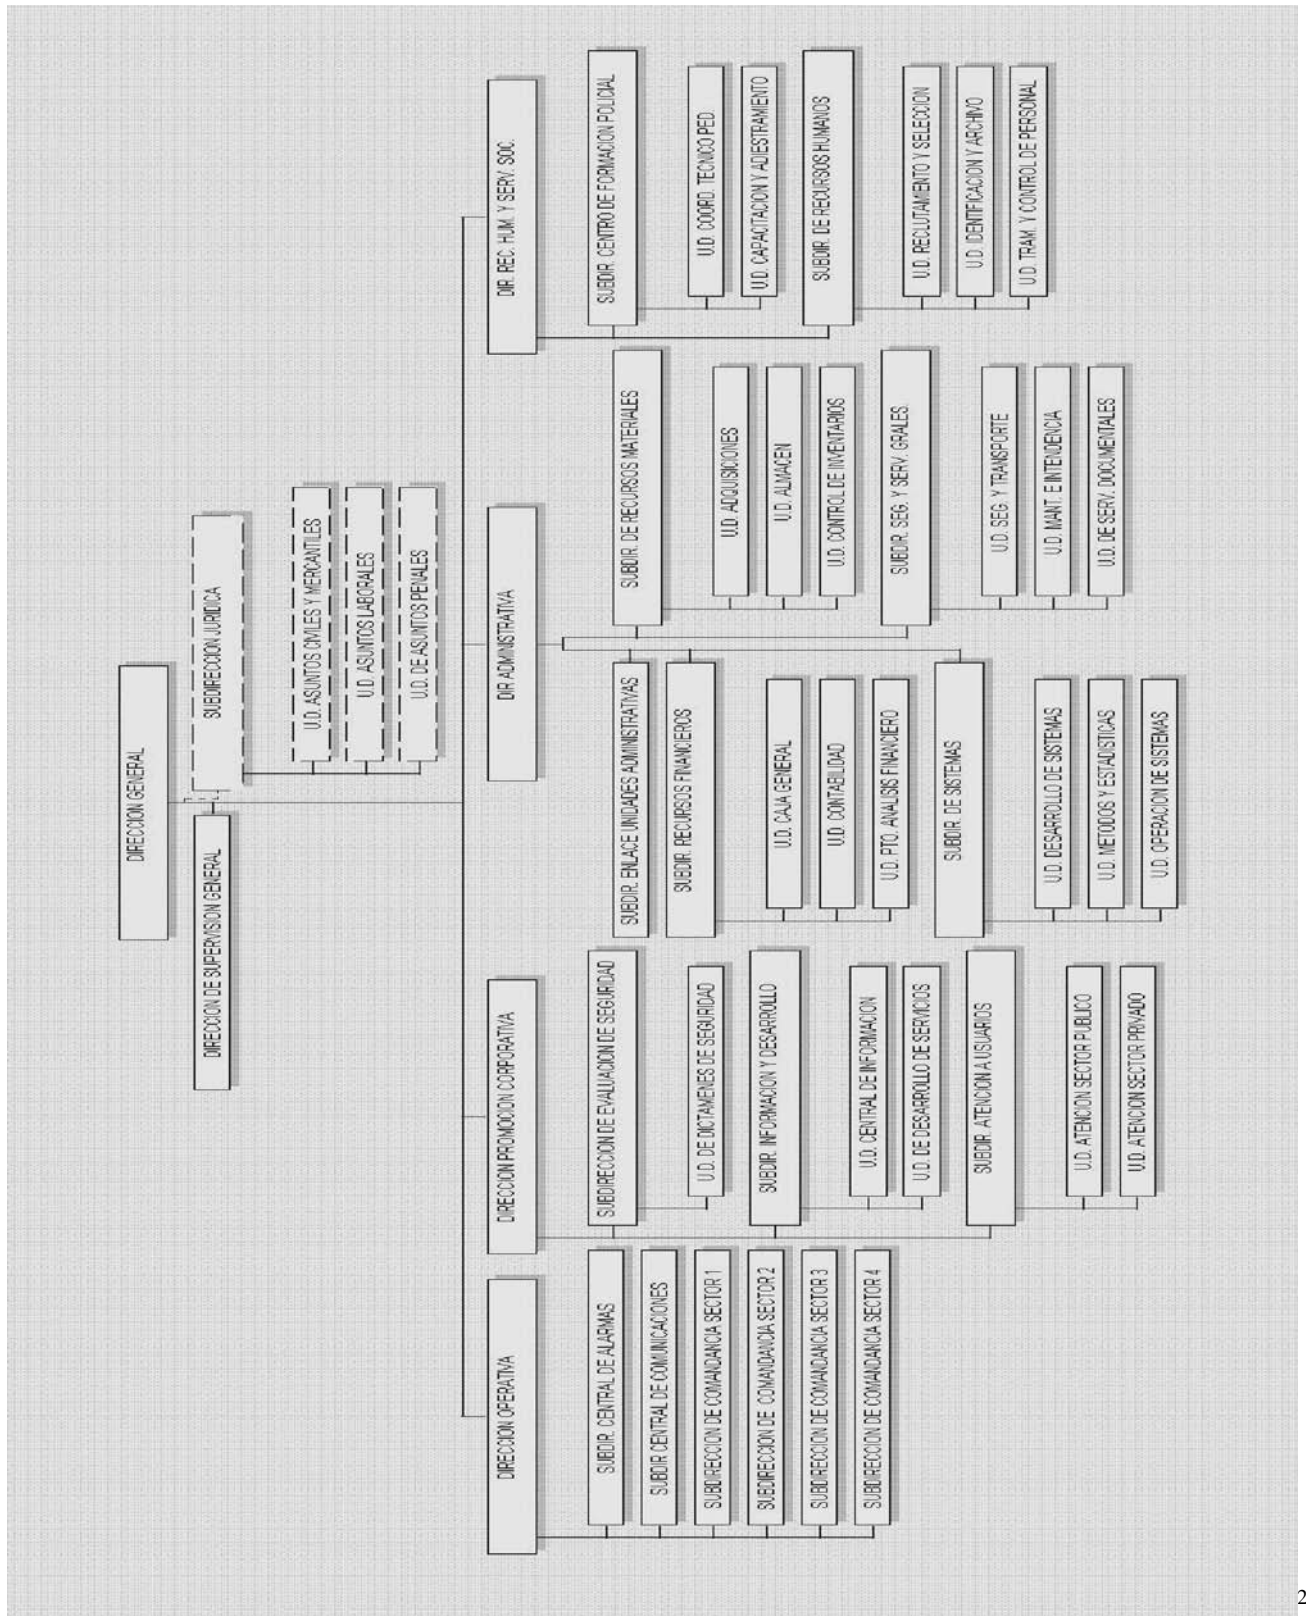 DIRECCION GENERAL
DIRECCION DE SUPERVISION GENERAL
SUBDIRECCION JURIDICA
U.D. ASUNTOS CIVILES Y MERCANTILES
U.D. ASUNTOS LABORALES
U.D. DE ASUNTOS PENALES
DIRECCION OPERATIVA
SUBDIR. CENTRAL DE ALARMAS
SUBDIR CENTRAL DE COMUNICACIONES
SUBDIRECCION DE COMANDANCIA SECTOR 1
SUBDIRECCION DE COMANDANCIA SECTOR 2
SUBDIRECCION DE COMANDANCIA SECTOR 3
SUBDIRECCION DE COMANDANCIA SECTOR 4
DIRECCION PROMOCION CORPORATIVA
SUBDIRECCION DE EVALUACION DE SEGURIDAD
U.D. DE DICTAMENES DE SEGURIDAD
SUBDIR. INFORMACION Y DESARROLLO
U.D. CENTRAL DE INFORMACION
U.D. DE DESARROLLO DE SERVICIOS
SUBDIR. ATENCION A USUARIOS
U.D. ATENCION SECTOR PUBLICO
U.D. ATENCION SECTOR PRIVADO
DIR ADMINISTRATIVA
SUBDIR. ENLACE UNIDADES ADMINISTRATIVAS
SUBDIR. RECURSOS FINANCIEROS
U.D. CAJA GENERAL
U.D. CONTABILIDAD
U.D. PTO. ANALISIS FINANCIERO
SUBDIR. DE SISTEMAS
U.D. DESARROLLO DE SISTEMAS
U.D. METODOS Y ESTADISTICAS
U.D. OPERACION DE SISTEMAS
SUBDIR. DE RECURSOS MATERIALES
U.D. ADQUISICIONES
U.D. ALMACEN
U.D. CONTROL DE INVENTARIOS
SUBDIR. SEG. Y SERV. GRALES.
U.D. SEG. Y TRANSPORTE
U.D. MANT. E INTENDENCIA
U.D. DE SERV. DOCUMENTALES
DIR. REC. HUM. Y SERV. SOC.
SUBDIR. CENTRO DE FORMACION POLICIAL
U.D. COORD. TECNICO PED.
U.D. CAPACITACION Y ADIESTRAMIENTO
SUBDIR. DE RECURSOS HUMANOS
U.D. RECLUTAMIENTO Y SELECCION
U.D. IDENTIFICACION Y ARCHIVO
U.D. TRAM. Y CONTROL DE PERSONAL
2